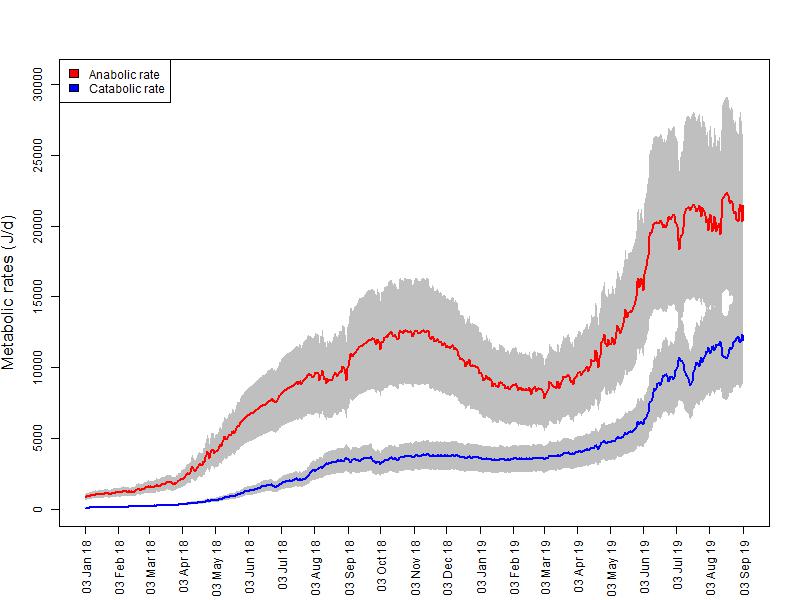 Anabolic rate
Catabolic rate
Metabolic rates (J/d)
30000
25000
20000
15000
10000
5000
0
03 Jan 18
03 Feb 18
03 Mar 18
03 Apr 18
03 May 18
03 Jun 18
03 Jul 18
03 Aug 18
03 Sep 18
03 Oct 18
03 Nov 18
03 Dec 18
03 Jan 19
03 Feb 19
03 Mar 19
03 Apr 19
03 May 19
03 Jun 19
03 Jul 19
03 Aug 19
03 Sep 19